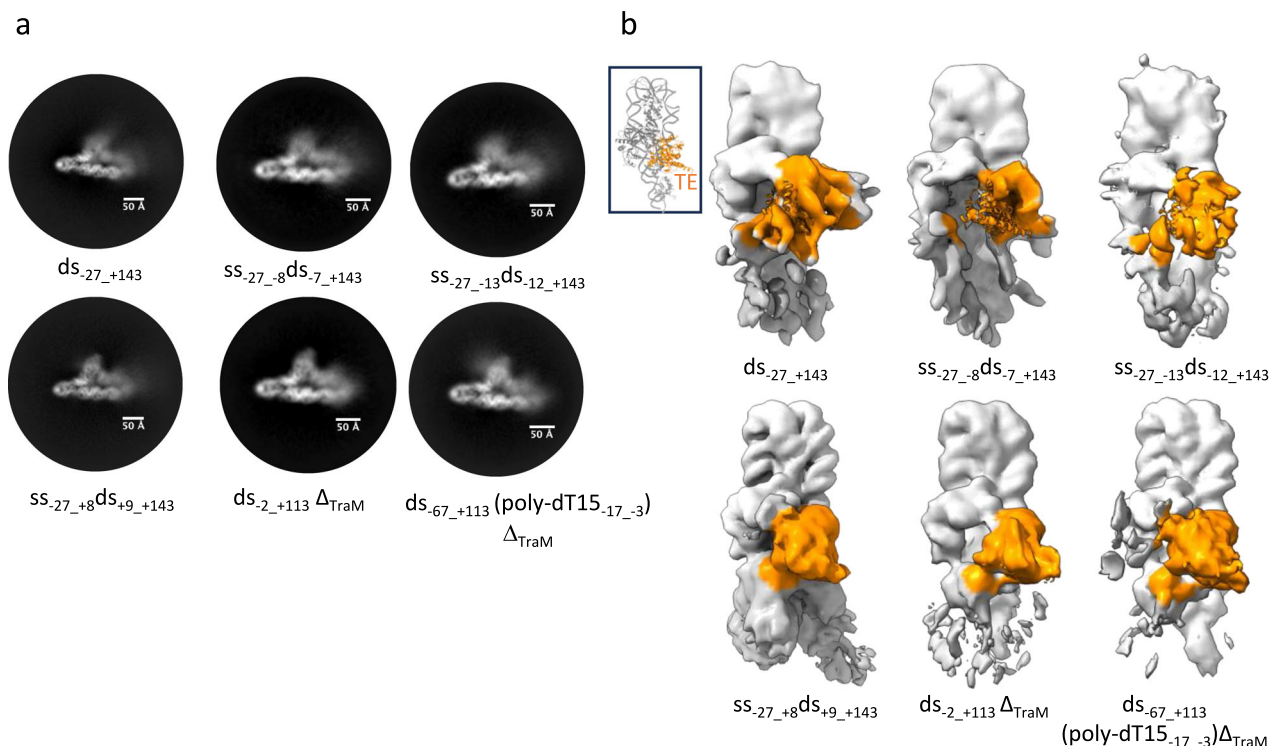 a
b
TE
50 Å
50 Å
50 Å
ds-27_+143
ss-27_-8ds-7_+143
ss-27_-13ds-12_+143
50 Å
50 Å
50 Å
ss-27_+8ds+9_+143
ds-2_+113 ΔTraM
ds-67_+113 (poly-dT15-17_-3)
ΔTraM
ds-27_+143
ss-27_-8ds-7_+143
ss-27_-13ds-12_+143
ss-27_+8ds+9_+143
ds-2_+113 ΔTraM
ds-67_+113
(poly-dT15-17_-3)ΔTraM